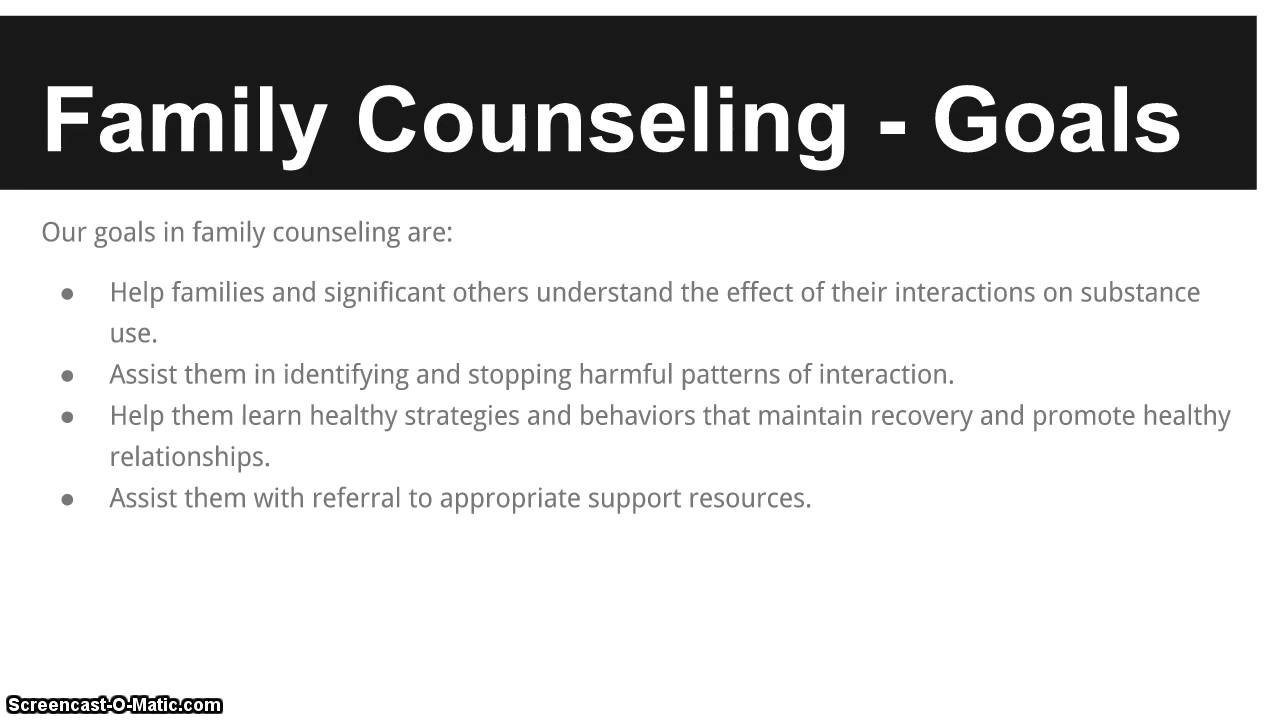 Family Counseling - Goals
Our goals in family counseling are:
● Help families and significant others understand the effect of their interactions on substance
use.
● Assist them in identifying and stopping harmful patterns of interaction.
● Help them learn healthy strategies and behaviors that maintain recovery and promote healthy
relationships.
● Assist them with referral to appropriate support resources.
Screencast-O-Matic.com